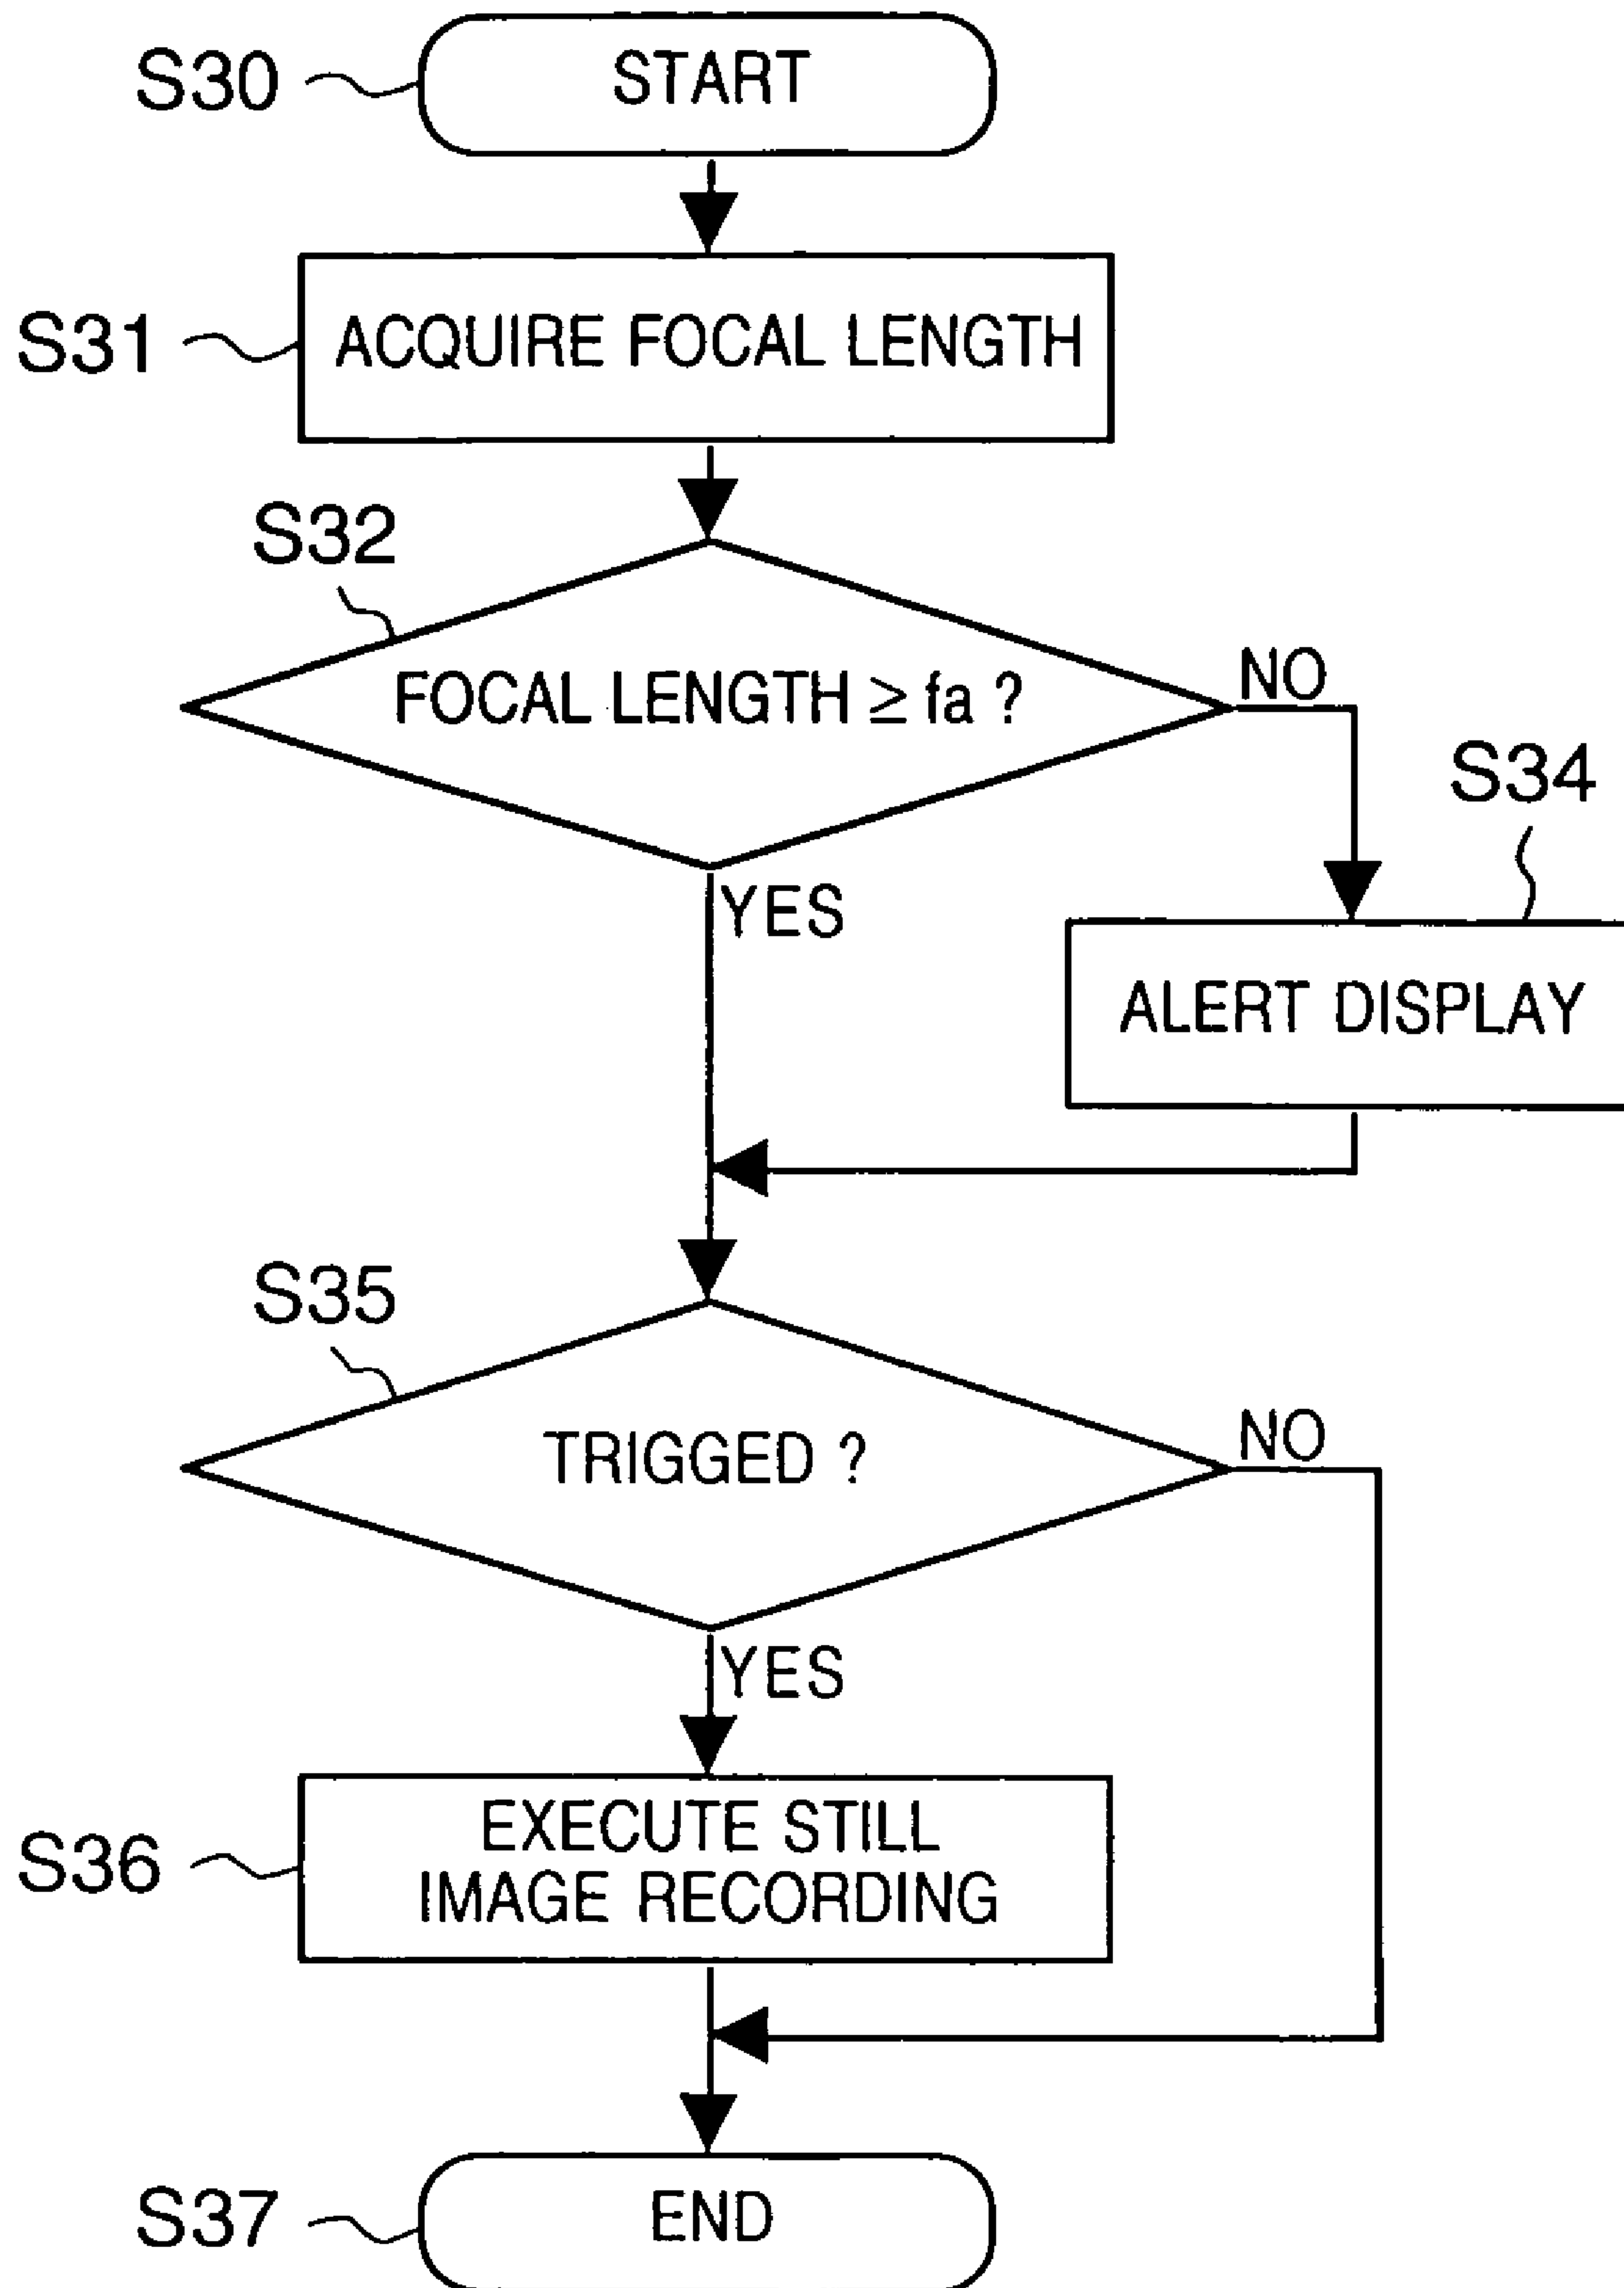 S30
START
S31
ACQUIRE FOCAL LENGTH
S32
FOCAL LENGTH ≥ fa ?
NO
YES
S34
ALERT DISPLAY
S35
TRIGGED ?
NO
YES
S36
EXECUTE STILL
IMAGE RECORDING
S37
END